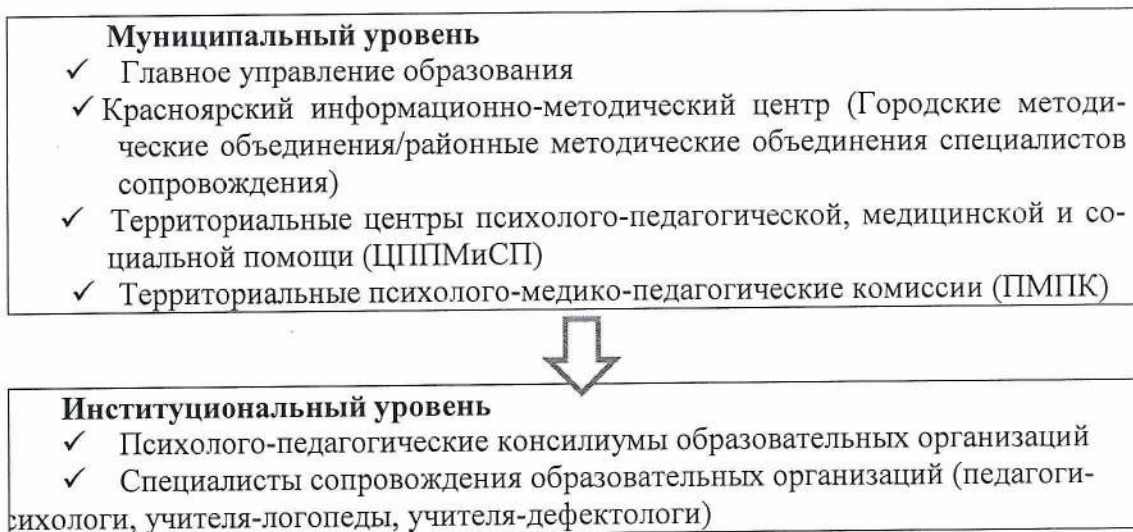 Муниципальный уровень
✓ Главное управление образования
✓ Красноярский информационно-методический центр (Городские методи-
ческие объединения/районные методические объединения специалистов
сопровождения)
✓ Территориальные центры психолого-педагогической, медицинской и со-
циальной помощи (ЦППМиСП)
✓ Территориальные психолого-медико-педагогические комиссии (ПМПК)
Институциональный уровень
✓ Психолого-педагогические консилиумы образовательных организаций
✓ Специалисты сопровождения образовательных организаций (педагоги-
сихологи, учителя-логопеды, учителя-дефектологи)